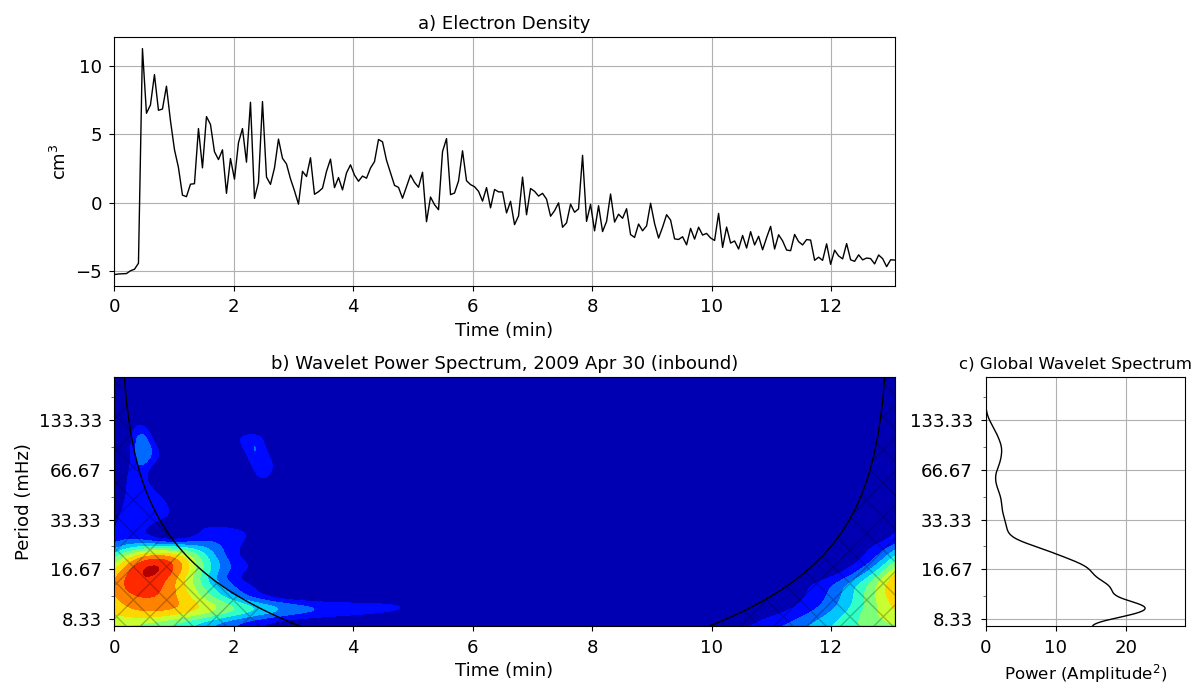 a) Electron Density
10
5
0
−5
cm³
0 2 4 6 8 10 12
Time (min)
b) Wavelet Power Spectrum, 2009 Apr 30 (inbound)
133.33
66.67
33.33
16.67
8.33
Period (mHz)
0 2 4 6 8 10 12
Time (min)
c) Global Wavelet Spectrum
133.33
66.67
33.33
16.67
8.33
0 10 20
Power (Amplitude²)